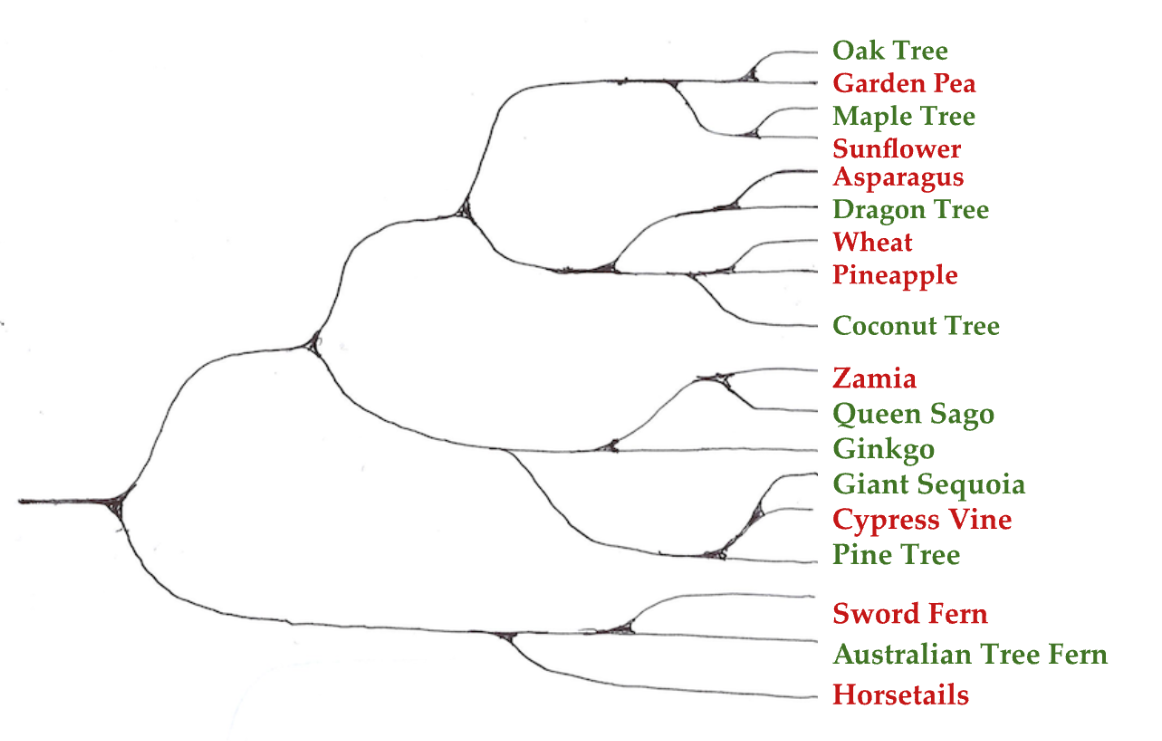 Oak Tree
Garden Pea
Maple Tree
Sunflower
Asparagus
Dragon Tree
Wheat
Pineapple
Coconut Tree
Zamia
Queen Sago
Ginkgo
Giant Sequoia
Cypress Vine
Pine Tree
Sword Fern
Australian Tree Fern
Horsetails